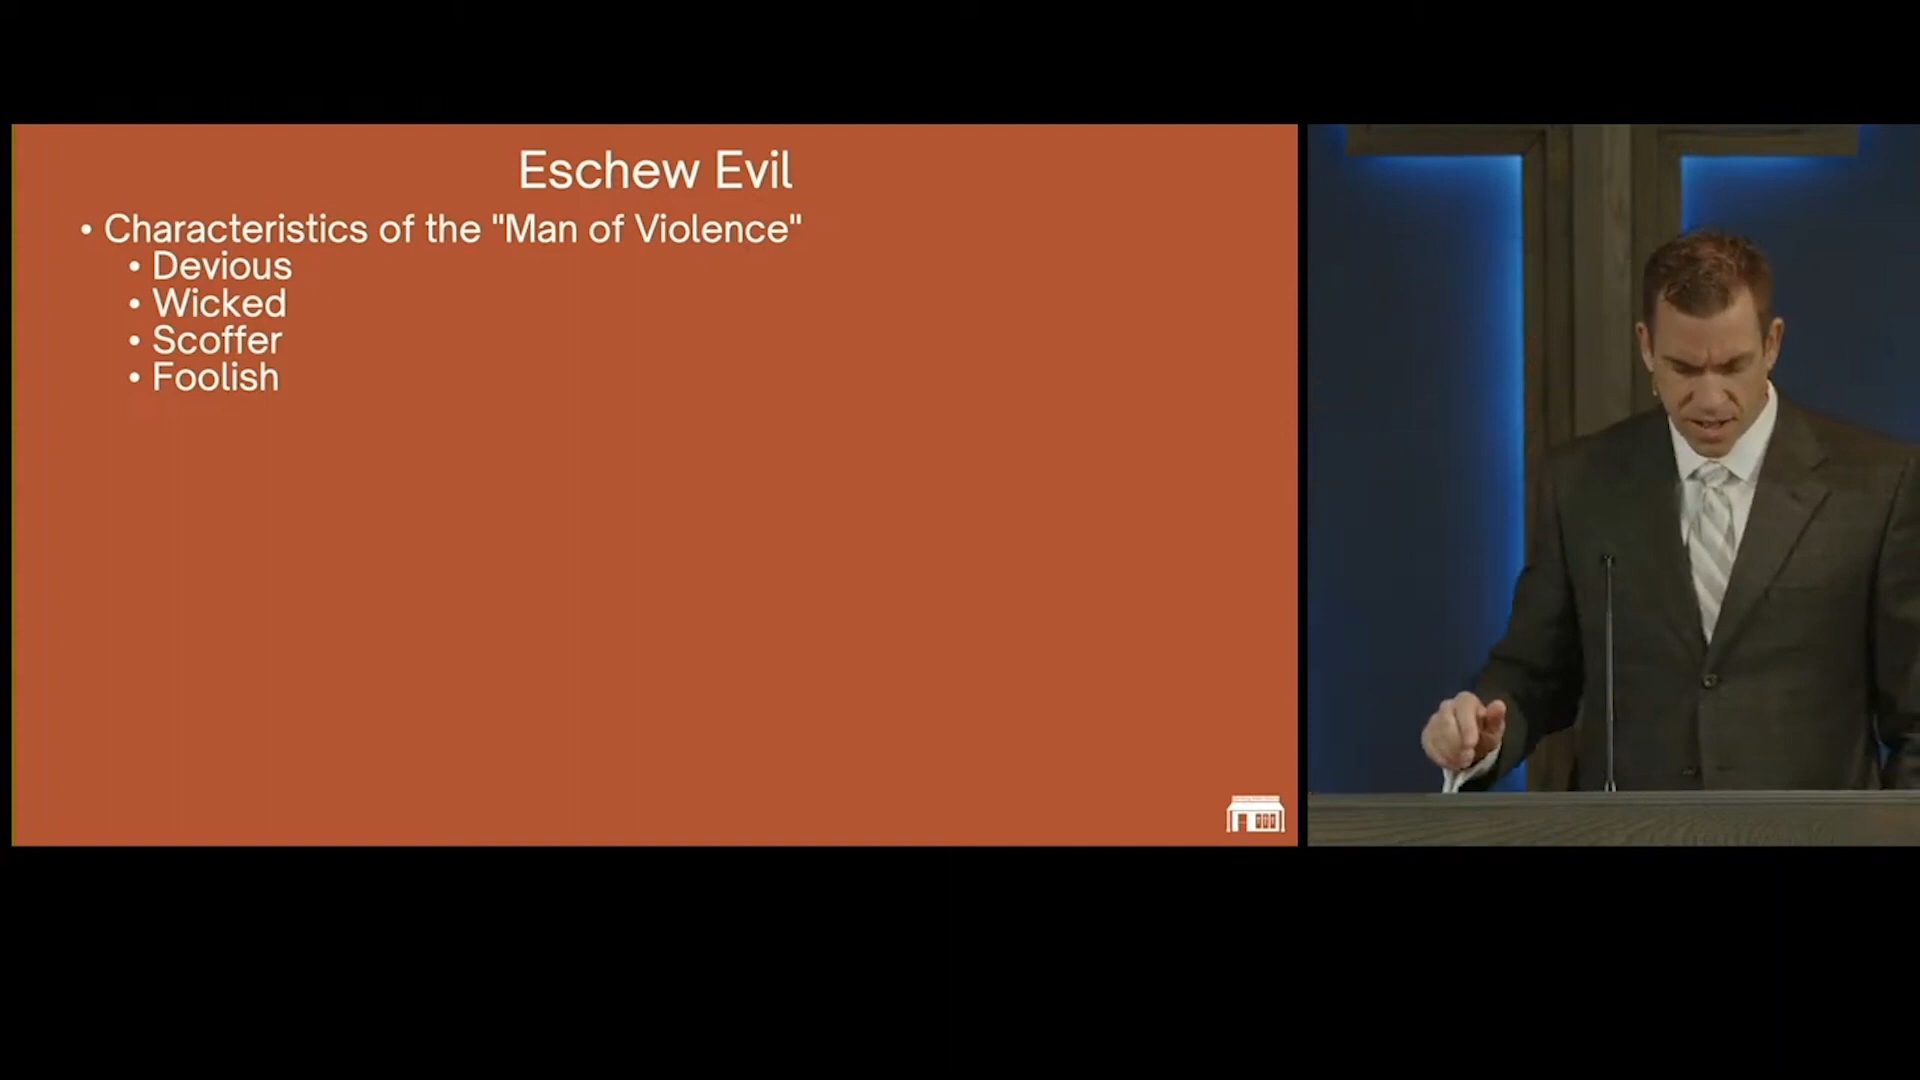 Eschew Evil
• Characteristics of the "Man of Violence"
• Devious
• Wicked
• Scoffer
• Foolish